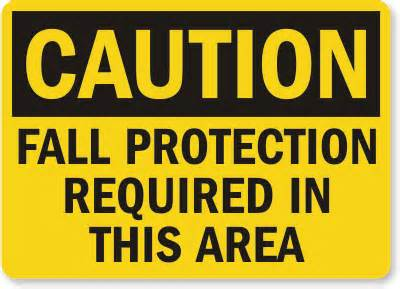 CAUTION
FALL PROTECTION
REQUIRED IN
THIS AREA